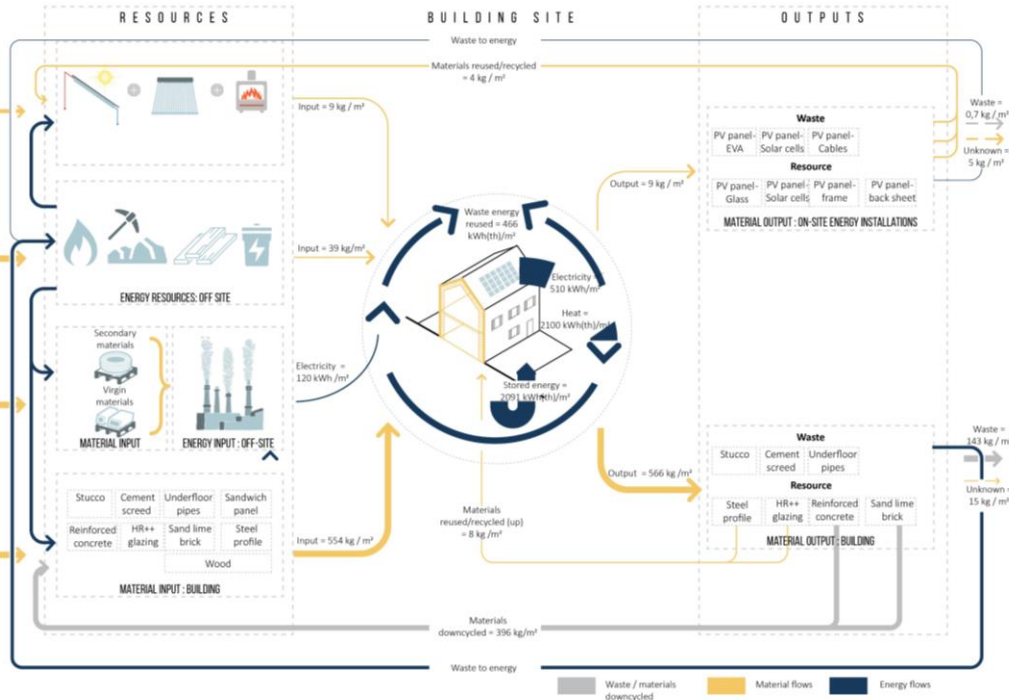 RESOURCES
BUILDING SITE
OUTPUTS
Waste to energy
Materials reused/recycled
= 4 kg / m²
Input = 9 kg / m²
Waste =
0,7 kg / m²
Unknown =
5 kg / m²
Waste
PV panel-
EVA
PV panel-
Solar cells
PV panel-
Cables
Resource
PV panel-
Glass
PV panel-
Solar cells
PV panel-
frame
PV panel-
back sheet
MATERIAL OUTPUT : ON-SITE ENERGY INSTALLATIONS
Output = 9 kg / m²
Waste energy
reused = 466
kWh(th)/m²
Input = 39 kg/m²
Electricity =
510 kWh/m²
Heat =
2100 kWh(th)/m²
Stored energy =
2091 kWh(th)/m²
ENERGY RESOURCES: OFF SITE
Secondary
materials
Virgin
materials
MATERIAL INPUT
ENERGY INPUT : OFF-SITE
Electricity =
120 kWh /m²
Stucco
Cement
screed
Underfloor
pipes
Sandwich
panel
Reinforced
concrete
HR++
glazing
Sand lime
brick
Steel
profile
Wood
MATERIAL INPUT : BUILDING
Input = 554 kg / m²
Materials
reused/recycled (up)
= 8 kg / m²
Output = 566 kg /m²
Waste
Stucco
Cement
screed
Underfloor
pipes
Resource
Steel
profile
HR++
glazing
Reinforced
concrete
Sand lime
brick
MATERIAL OUTPUT : BUILDING
Waste =
143 kg / m
Unknown =
15 kg / m²
Materials
downcycled = 396 kg/m²
Waste to energy
Waste / materials
downcycled
Material flows
Energy flows